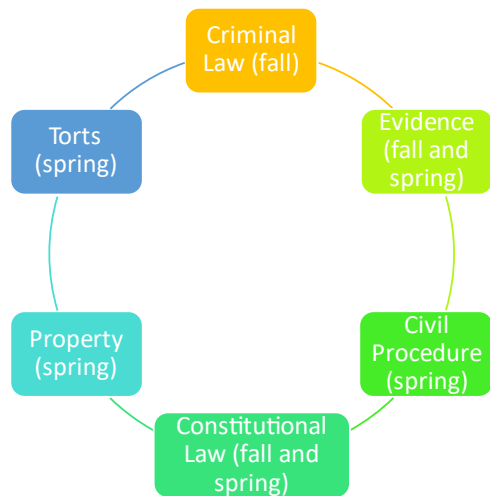 Criminal
Law (fall)
Evidence
(fall and
spring)
Civil
Procedure
(spring)
Constitutional
Law (fall and
spring)
Property
(spring)
Torts
(spring)